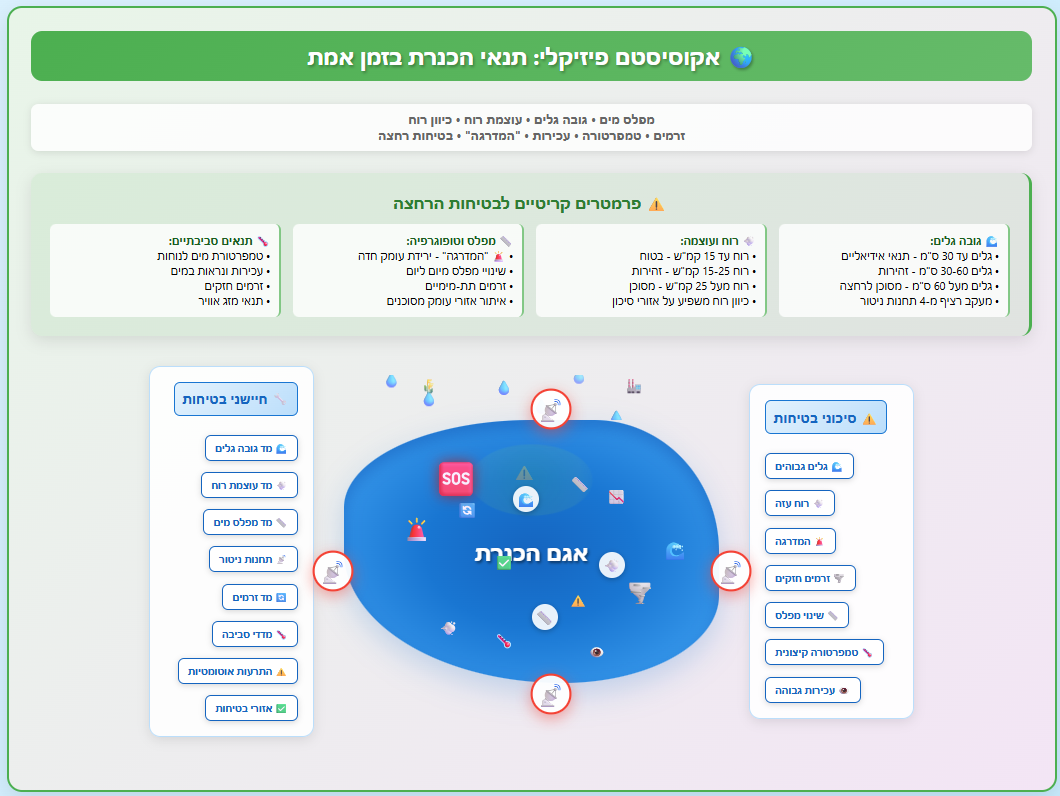 🌍 אקוסיסטם פיזיקלי: תנאי הכנרת בזמן אמת
מפלס מים • גובה גלים • עוצמת רוח • כיוון רוח
זרמים • טמפרטורה • עכירות • "המדרגה" • בטיחות רחצה
⚠️ פרמטרים קריטיים לבטיחות הרחצה
🌊 גובה גלים:
• גלים עד 30 ס"מ - תנאי אידיאליים
• גלים 30-60 ס"מ - זהירות
• גלים מעל 60 ס"מ - מסוכן לרחצה
• מעקב רציף מ-4 תחנות ניטור
רוח ועוצמה:
• רוח עד 15 קמ"ש - בטוח
• רוח 15-25 קמ"ש - זהירות
• רוח מעל 25 קמ"ש - מסוכן
• כיוון רוח משפיע על אזורי סיכון
📏 מפלס וטופוגרפיה:
• 🚨 "המדרגה" - ירידת עומק חדה
• שינויי מפלס מיום ליום
• זרמים תת-מימיים
• איתור אזורי עומק מסוכנים
🌡️ תנאים סביבתיים:
• טמפרטורת מים לנוחות
• עכירות ונראות במים
• זרמים חזקים
• תנאי מזג אוויר
⚠️ סיכוני בטיחות
🌊 גלים גבוהים
רוח עזה
🚨 המדרגה
🌪️ זרמים חזקים
📏 שינוי מפלס
🌡️ טמפרטורה קיצונית
👁️ עכירות גבוהה
SOS
אגם הכנרת
חיישני בטיחות
🌊 מד גובה גלים
מד עוצמת רוח
📏 מד מפלס מים
📡 תחנות ניטור
🔄 מד זרמים
🌡️ מדדי סביבה
⚠️ התרעות אוטומטיות
✅ אזורי בטיחות